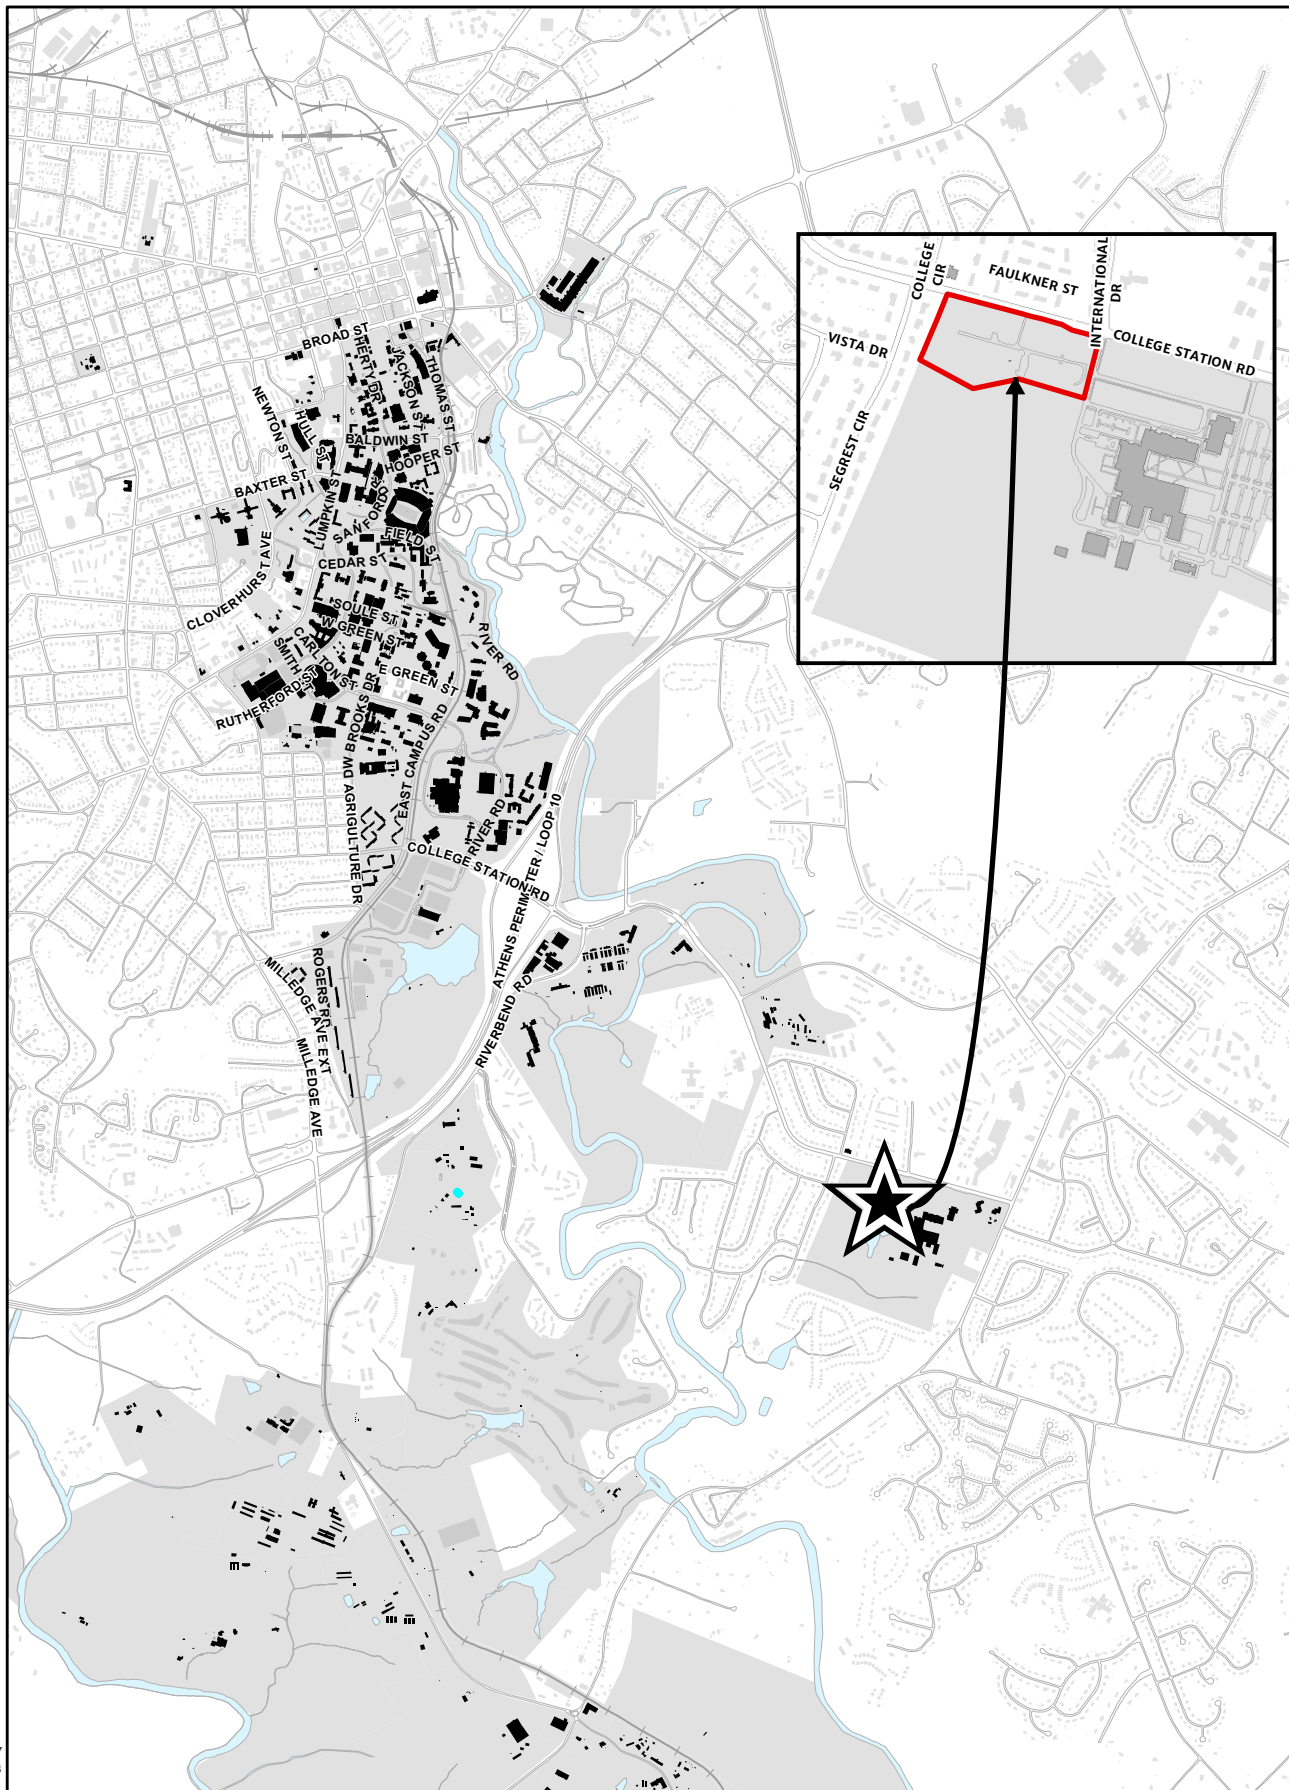 COLLEGE
CIR
FAULKNER ST
INTERNATIONAL
DR
VISTA DR
COLLEGE STATION RD
SEGREST CIR
BROAD ST
HERTY DR
JACKSON ST
THOMAS ST
NEWTON ST
HULL ST
BALDWIN ST
HOOPER ST
BAXTER ST
LUMPKIN ST
SANFORD
FIELD ST
CEDAR ST
CLOVERHURST AVE
SOULE ST
W GREEN ST
CARLTON ST
SMITH
RUTHERFORD ST
E GREEN ST
RIVER RD
DW BROOKS DR
EAST CAMPUS RD
AGRIGULTURE DR
RIVER RD
COLLEGE STATION RD
ATHENS PERIMETER / LOOP 10
RIVERBEND RD
ROGERS RD
MILLEDGE AVE EXT
MILLEDGE AVE